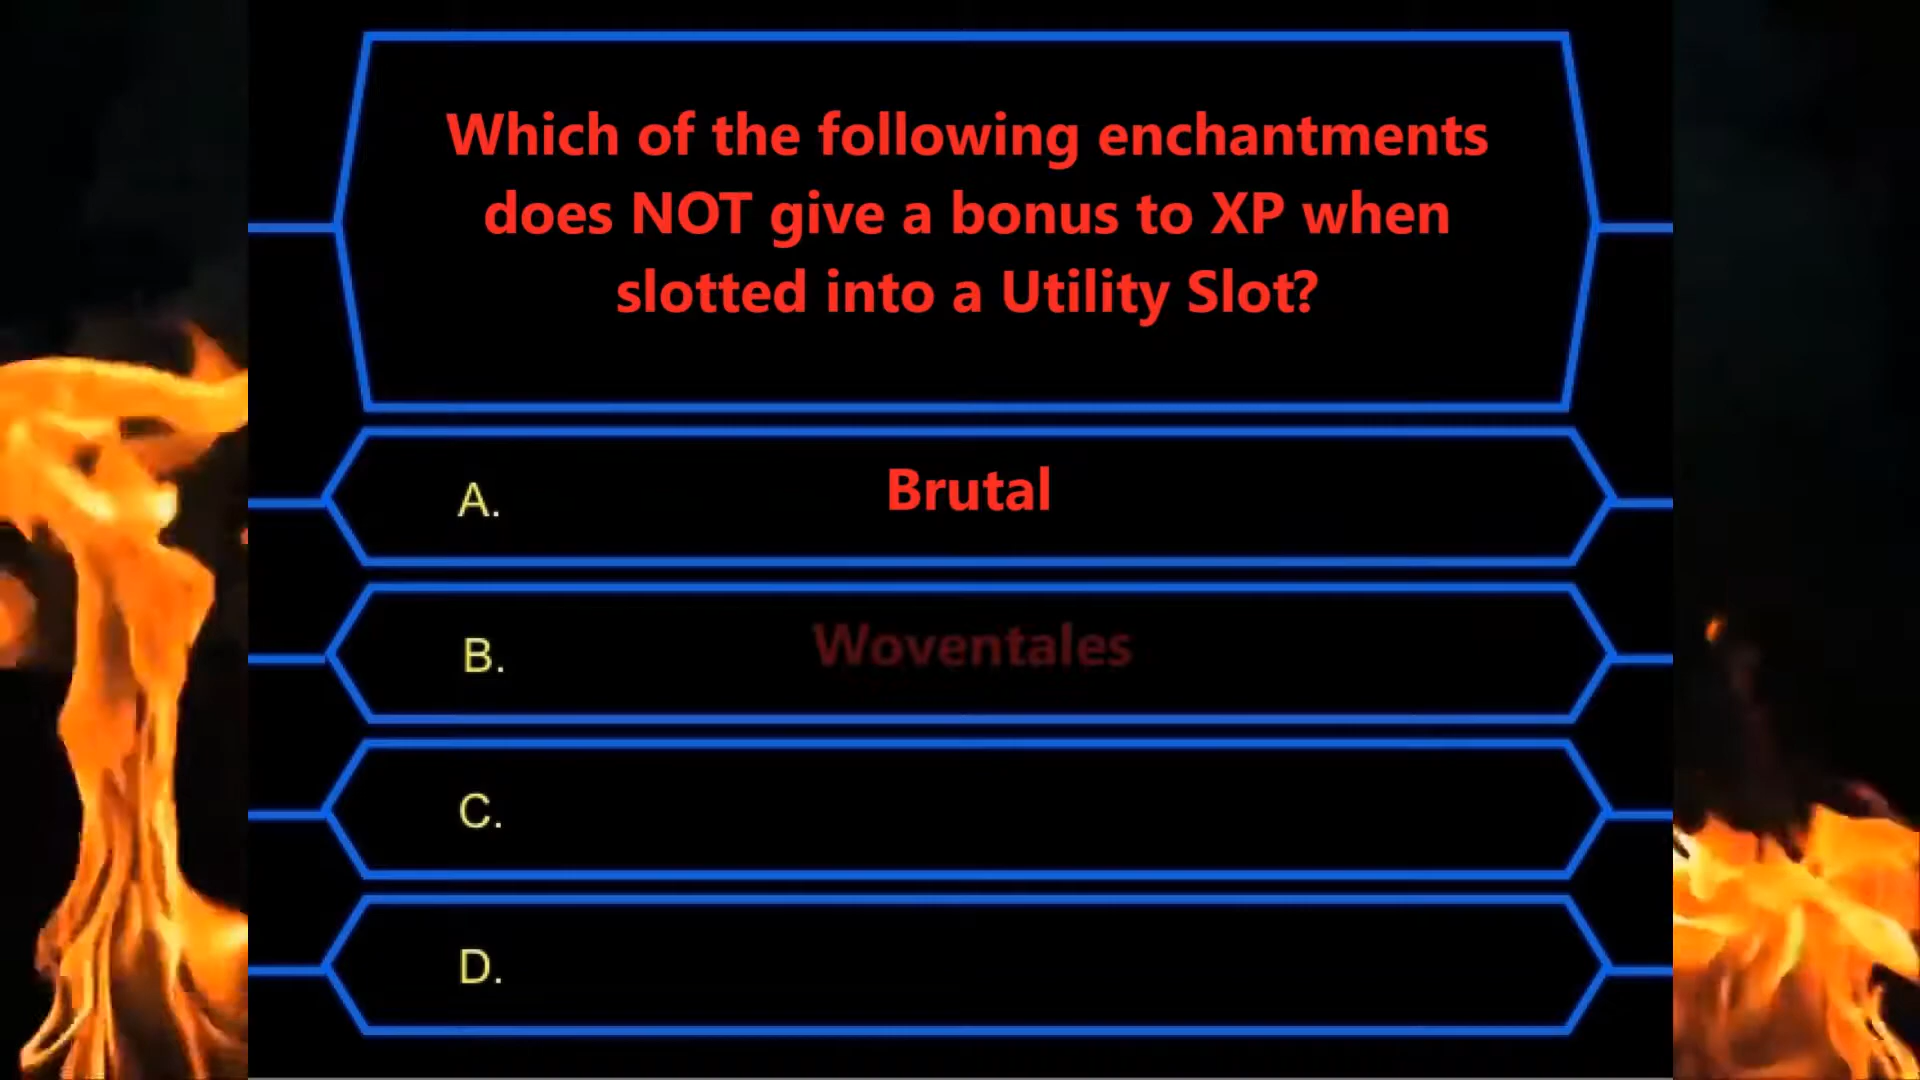 Which of the following enchantments
does NOT give a bonus to XP when
slotted into a Utility Slot?
A. Brutal
B. Woventales
C.
D.